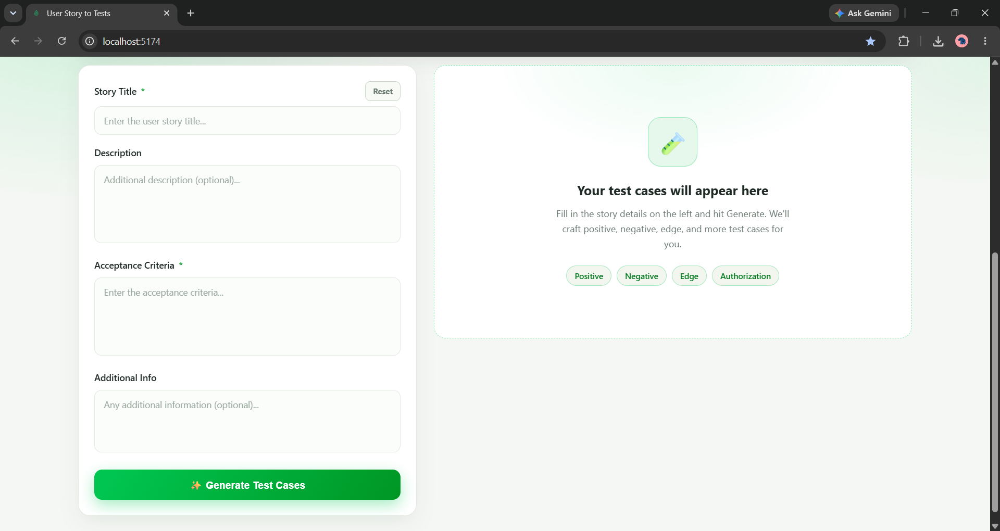 User Story to Tests
Ask Gemini
localhost:5174
Story Title *
Reset
Enter the user story title...
Description
Additional description (optional)...
Acceptance Criteria *
Enter the acceptance criteria...
Additional Info
Any additional information (optional)...
✨ Generate Test Cases
Your test cases will appear here
Fill in the story details on the left and hit Generate. We'll
craft positive, negative, edge, and more test cases for
you.
Positive
Negative
Edge
Authorization